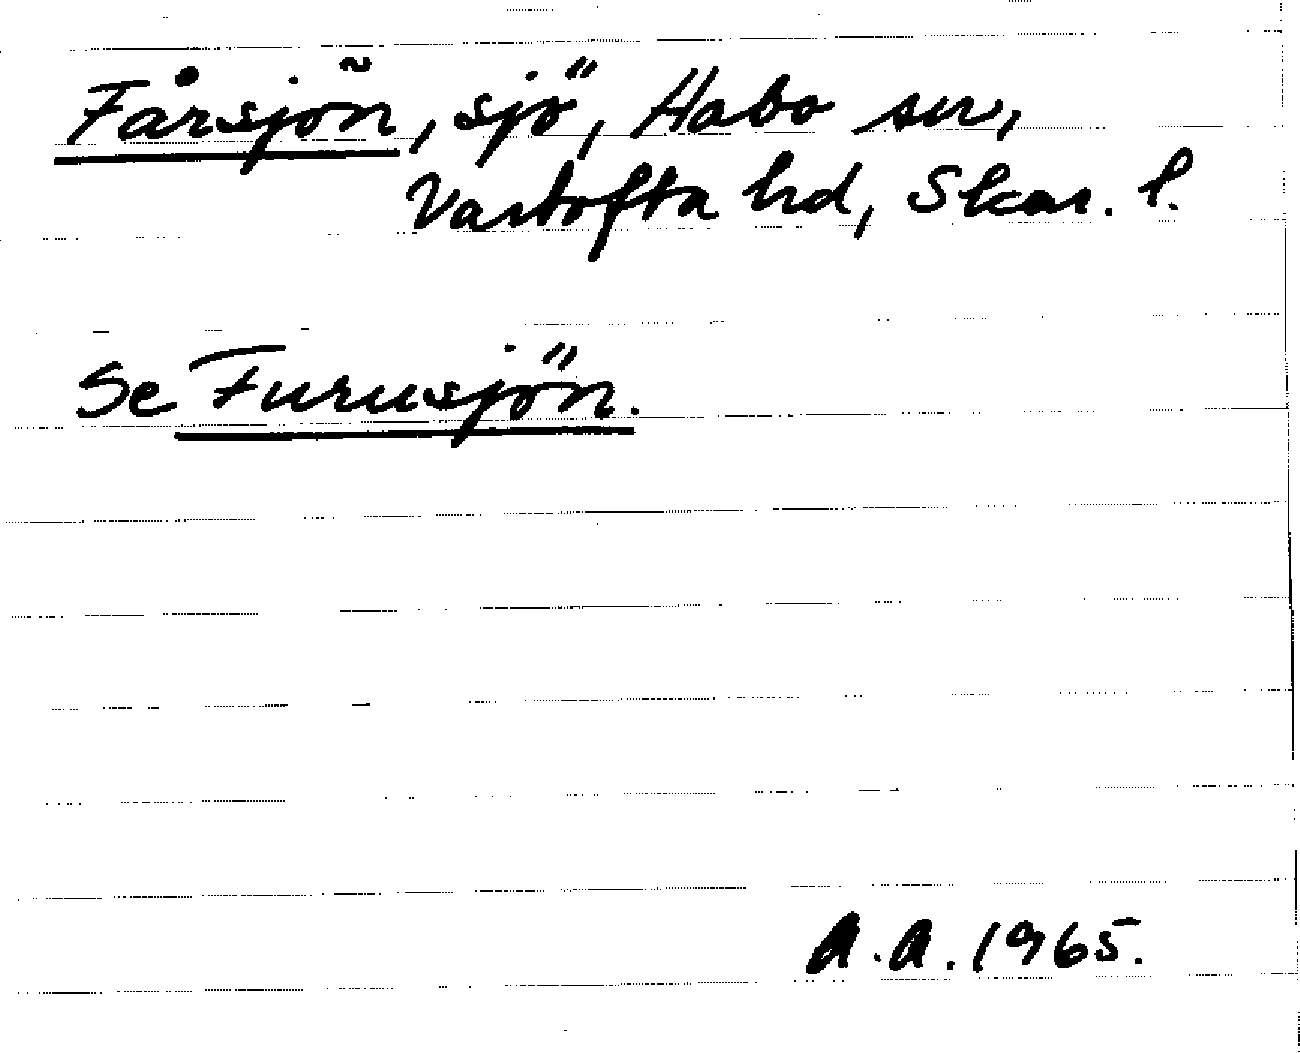 Fårsjön, sjö, Habo sn,
Vartofta hd, Skar. l.
Se Furusjön.
A.A. 1965.